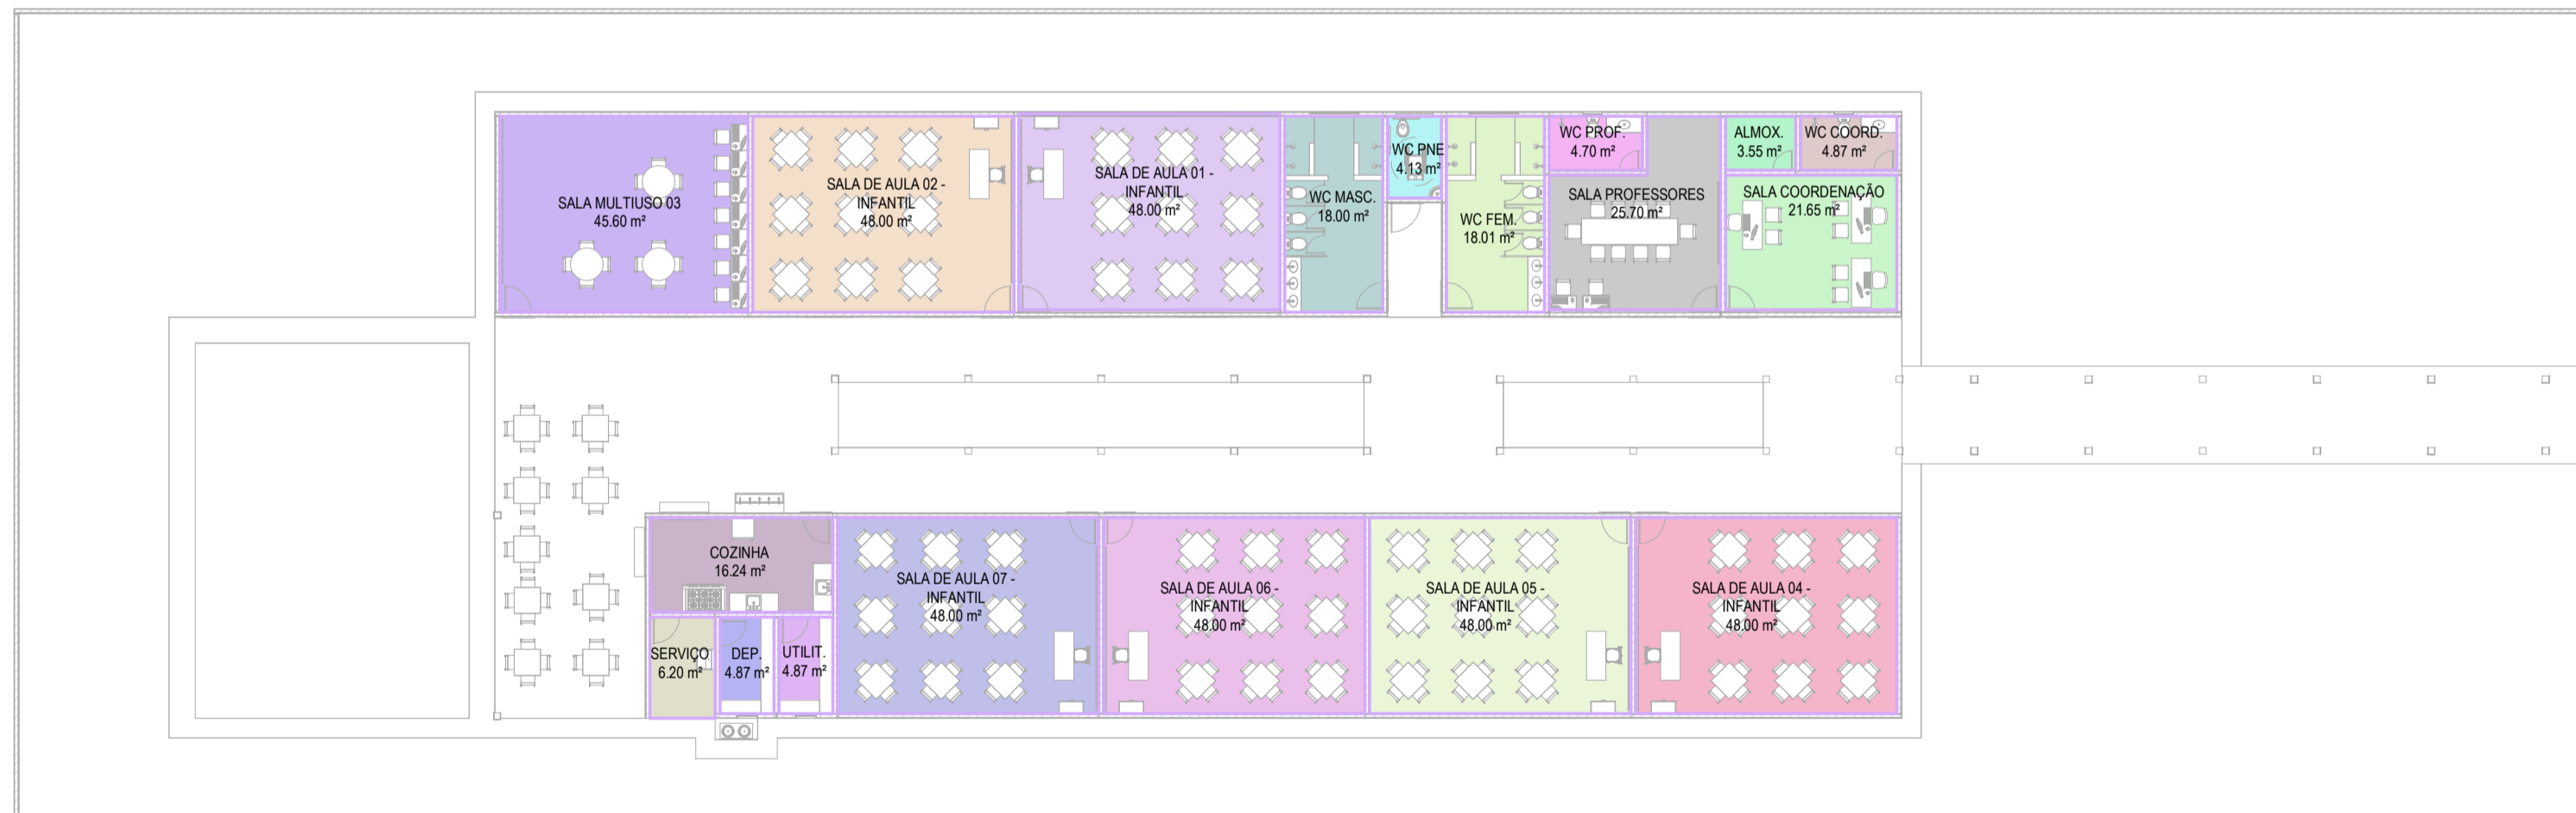 SALA MULTIUSO 03
45.60 m²
SALA DE AULA 02 -
INFANTIL
48.00 m²
SALA DE AULA 01 -
INFANTIL
48.00 m²
WC MASC.
18.00 m²
WC PNE
4.13 m²
WC FEM.
18.01 m²
WC PROF.
4.70 m²
SALA PROFESSORES
25.70 m²
ALMOX.
3.55 m²
WC COORD.
4.87 m²
SALA COORDENAÇÃO
21.65 m²
COZINHA
16.24 m²
SERVIÇO
6.20 m²
DEP.
4.87 m²
UTILIT.
4.87 m²
SALA DE AULA 07 -
INFANTIL
48.00 m²
SALA DE AULA 06 -
INFANTIL
48.00 m²
SALA DE AULA 05 -
INFANTIL
48.00 m²
SALA DE AULA 04 -
INFANTIL
48.00 m²